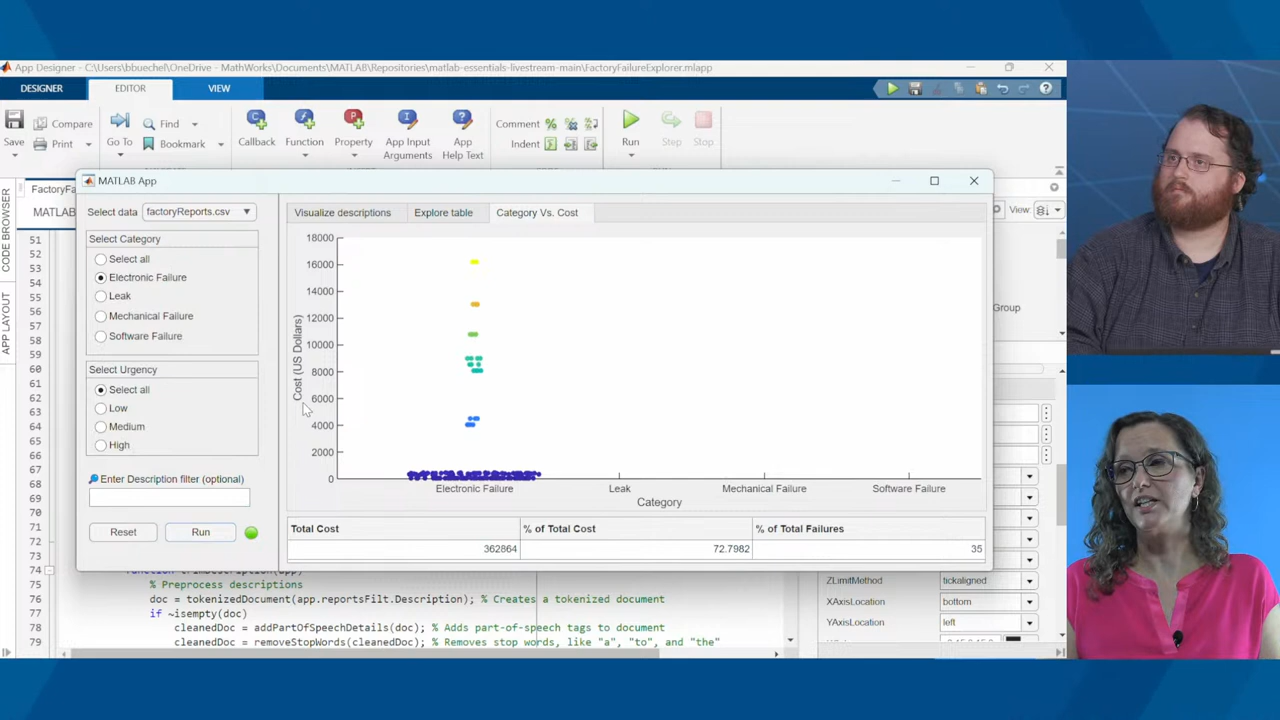 App Designer - C:\Users\bbuechel\OneDrive - MathWorks\Documents\MATLAB\Repositories\matlab-essentials-livestream-main\FactoryFailureExplorer.mlapp
DESIGNER EDITOR VIEW
Save Compare Print Go To Find Bookmark Callback Function Property App Input Arguments App Help Text Comment Indent Run Step Stop
CODE BROWSER
APP LAYOUT
FactoryFa
MATLAB
View:
MATLAB App
Select data factoryReports.csv
Select Category
Select all
Electronic Failure
Leak
Mechanical Failure
Software Failure
Select Urgency
Select all
Low
Medium
High
Enter Description filter (optional)
Reset Run
Visualize descriptions Explore table Category Vs. Cost
Cost (US Dollars)
18000
16000
14000
12000
10000
8000
6000
4000
2000
0
Electronic Failure Leak Mechanical Failure Software Failure
Category
Total Cost % of Total Cost % of Total Failures
362864 72.7982 35
Group
51
52
53
54
55
56
57
58
59
60
61
62
63
64
65
66
67
68
69
70
71
72
73
74
75 % Preprocess descriptions
76 doc = tokenizedDocument(app.reportsFilt.Description); % Creates a tokenized document
77 if ~isempty(doc)
78 cleanedDoc = addPartOfSpeechDetails(doc); % Adds part-of-speech tags to document
79 cleanedDoc = removeStopWords(cleanedDoc); % Removes stop words, like "a", "to", and "the"
ZLimitMethod tickaligned
XAxisLocation bottom
YAxisLocation left